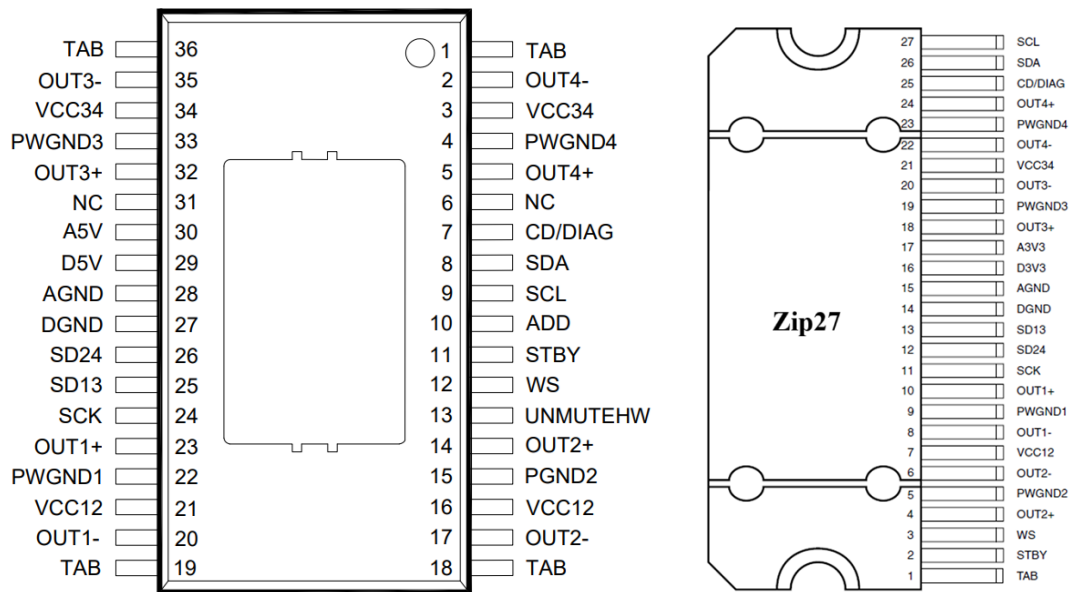 TAB 36 1 TAB
OUT3- 35 2 OUT4-
VCC34 34 3 VCC34
PWGND3 33 4 PWGND4
OUT3+ 32 5 OUT4+
NC 31 6 NC
A5V 30 7 CD/DIAG
D5V 29 8 SDA
AGND 28 9 SCL
DGND 27 10 ADD
SD24 26 11 STBY
SD13 25 12 WS
SCK 24 13 UNMUTEHW
OUT1+ 23 14 OUT2+
PWGND1 22 15 PGND2
VCC12 21 16 VCC12
OUT1- 20 17 OUT2-
TAB 19 18 TAB
Zip27
27 SCL
26 SDA
25 CD/DIAG
24 OUT4+
23 PWGND4
22 OUT4-
21 VCC34
20 OUT3-
19 PWGND3
18 OUT3+
17 A3V3
16 D3V3
15 AGND
14 DGND
13 SD13
12 SD24
11 SCK
10 OUT1+
9 PWGND1
8 OUT1-
7 VCC12
6 OUT2-
5 PWGND2
4 OUT2+
3 WS
2 STBY
1 TAB